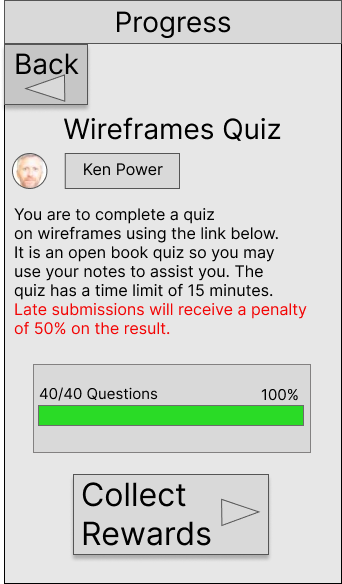 Progress
Back
Wireframes Quiz
Ken Power
You are to complete a quiz
on wireframes using the link below.
It is an open book quiz so you may
use your notes to assist you. The
quiz has a time limit of 15 minutes.
Late submissions will receive a penalty
of 50% on the result.
40/40 Questions 100%
Collect
Rewards